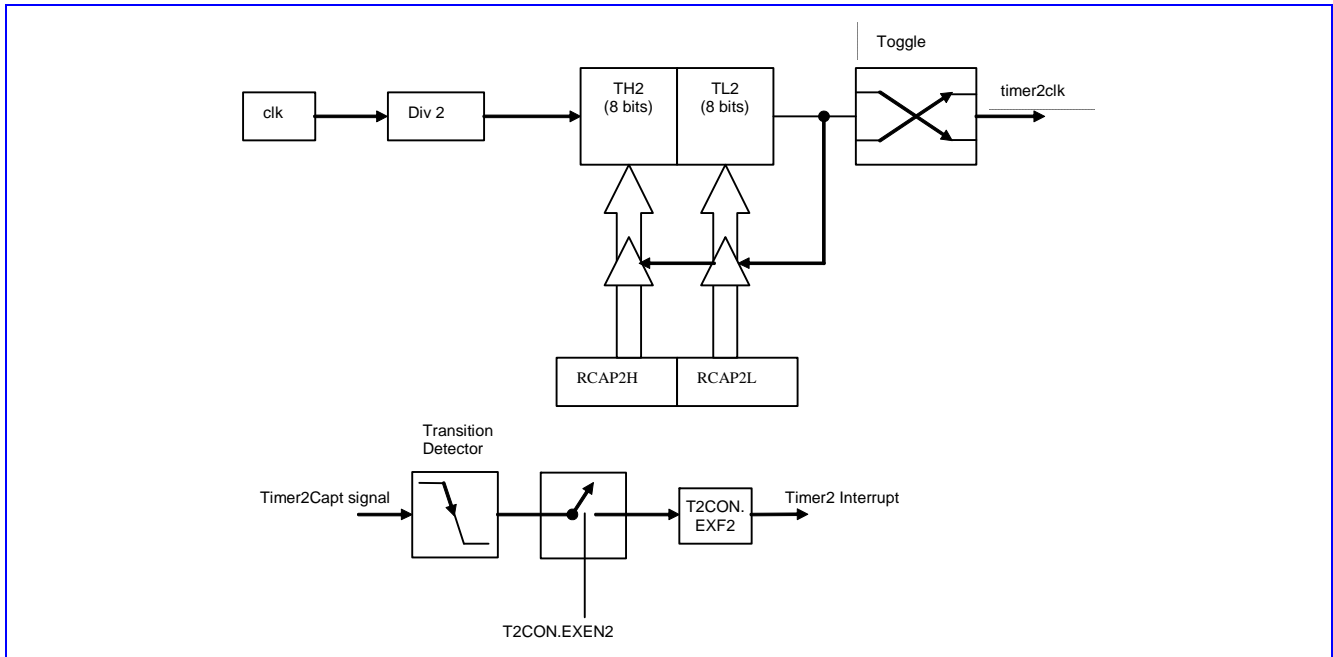 Toggle
TH2
(8 bits)
TL2
(8 bits)
timer2clk
clk
Div 2
RCAP2H
RCAP2L
Transition
Detector
Timer2Capt signal
T2CON.
EXF2
Timer2 Interrupt
T2CON.EXEN2